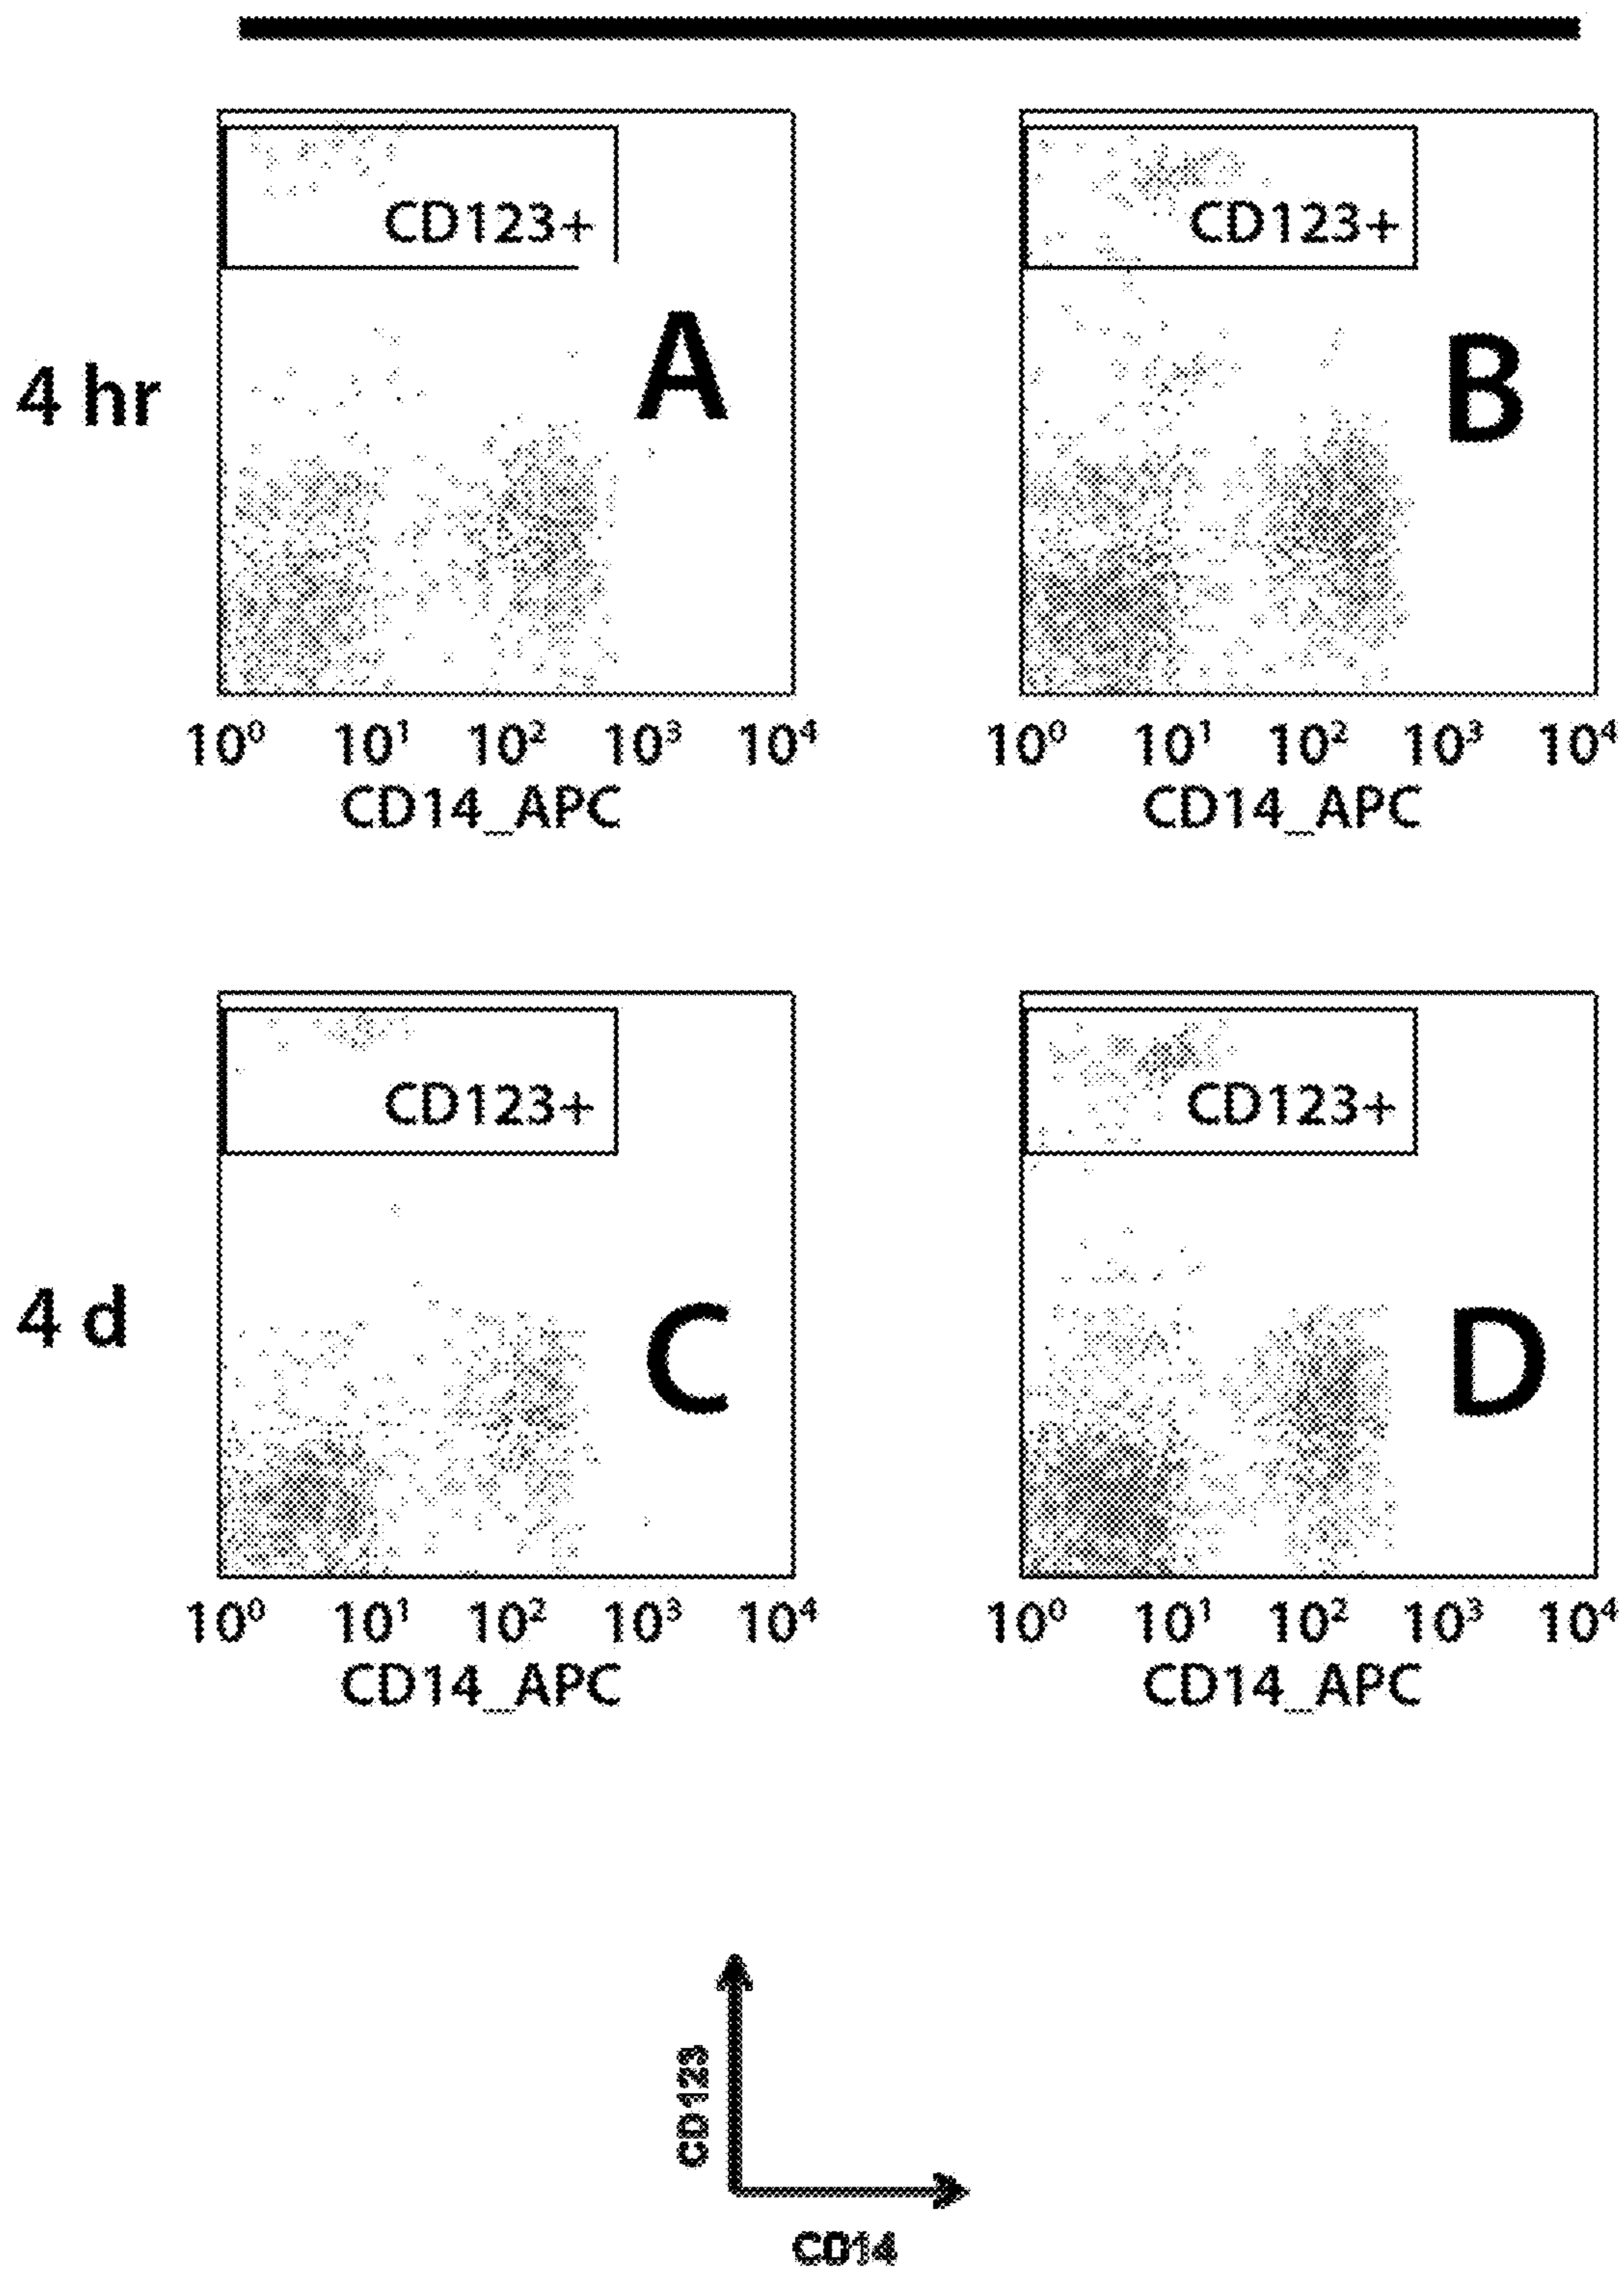 CD123+ CD123+
A B
4 hr
10⁰ 10¹ 10² 10³ 10⁴ 10⁰ 10¹ 10² 10³ 10⁴
CD14_APC CD14_APC
CD123+ CD123+
4 d C D
10⁰ 10¹ 10² 10³ 10⁴ 10⁰ 10¹ 10² 10³ 10⁴
CD14_APC CD14_APC
CD123
CD14